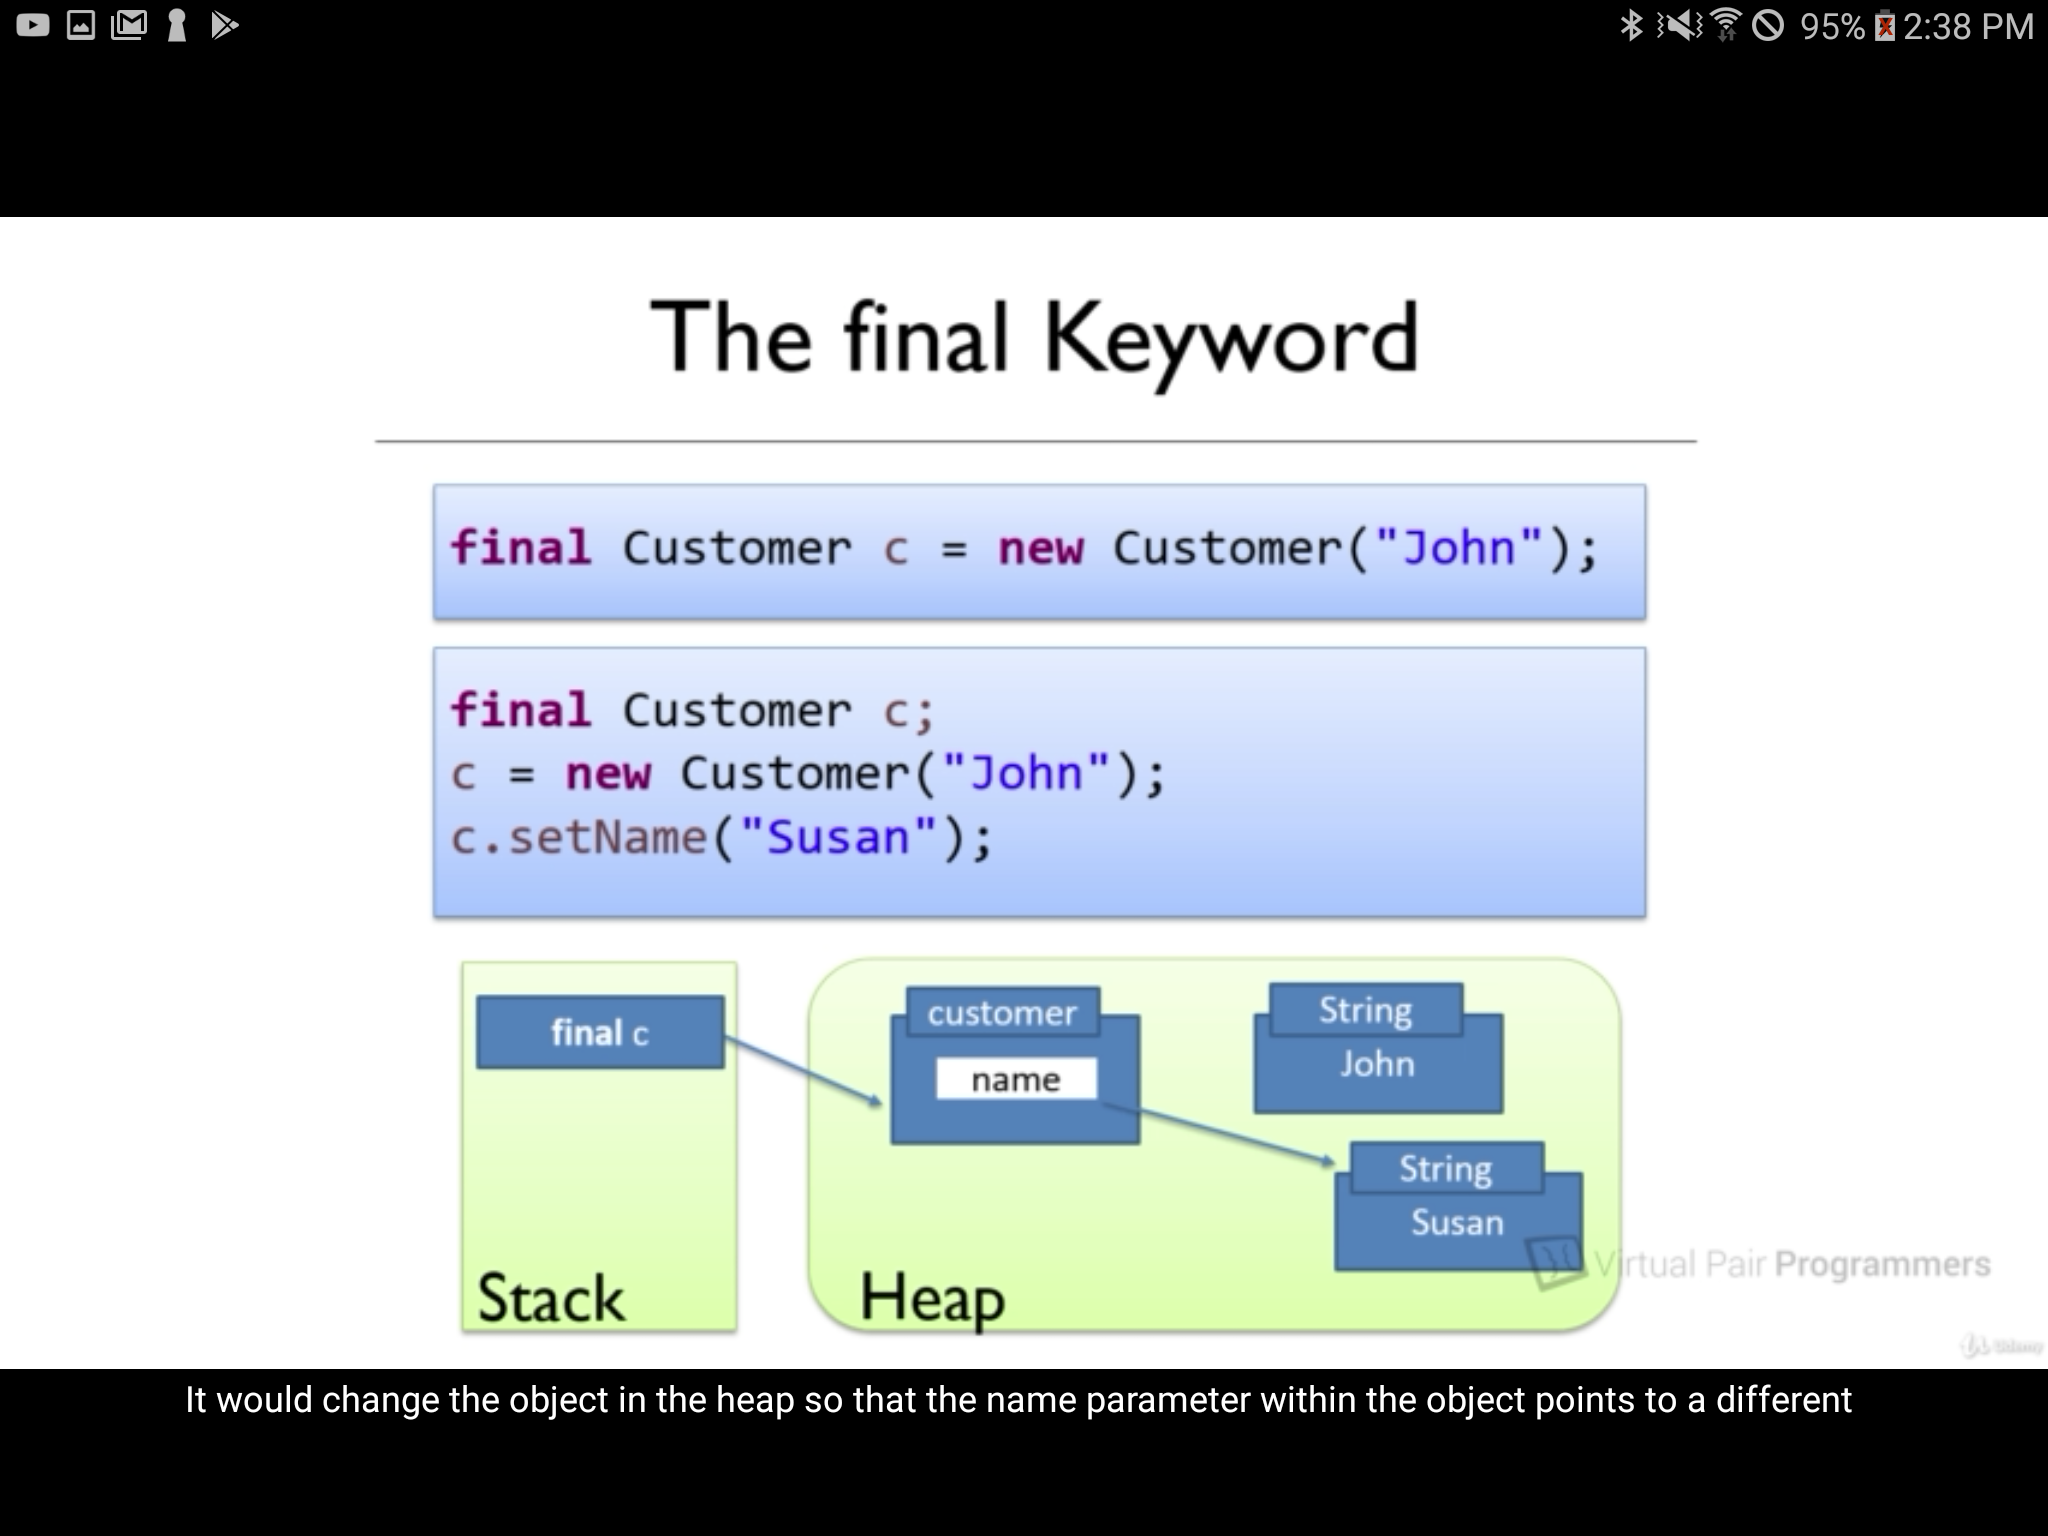 95% 2:38 PM
The final Keyword
final Customer c = new Customer("John");
final Customer c;
c = new Customer("John");
c.setName("Susan");
final c
customer
name
String
John
String
Susan
Stack
Heap
Virtual Pair Programmers
Udemy
It would change the object in the heap so that the name parameter within the object points to a different